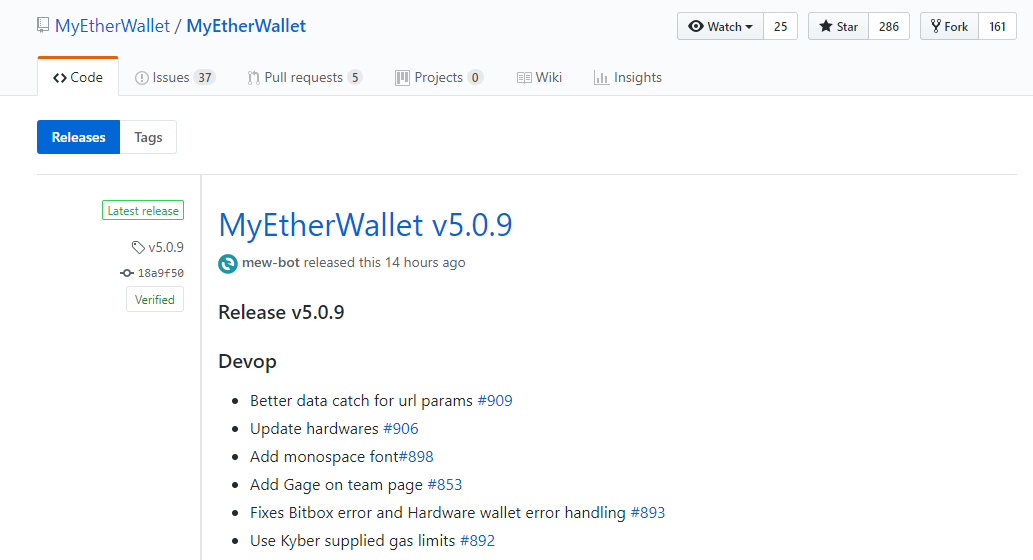 MyEtherWallet / MyEtherWallet
Watch 25 Star 286 Fork 161
Code Issues 37 Pull requests 5 Projects 0 Wiki Insights
Releases Tags
Latest release
v5.0.9
18a9f50
Verified
MyEtherWallet v5.0.9
mew-bot released this 14 hours ago
Release v5.0.9
Devop
Better data catch for url params #909
Update hardwares #906
Add monospace font#898
Add Gage on team page #853
Fixes Bitbox error and Hardware wallet error handling #893
Use Kyber supplied gas limits #892